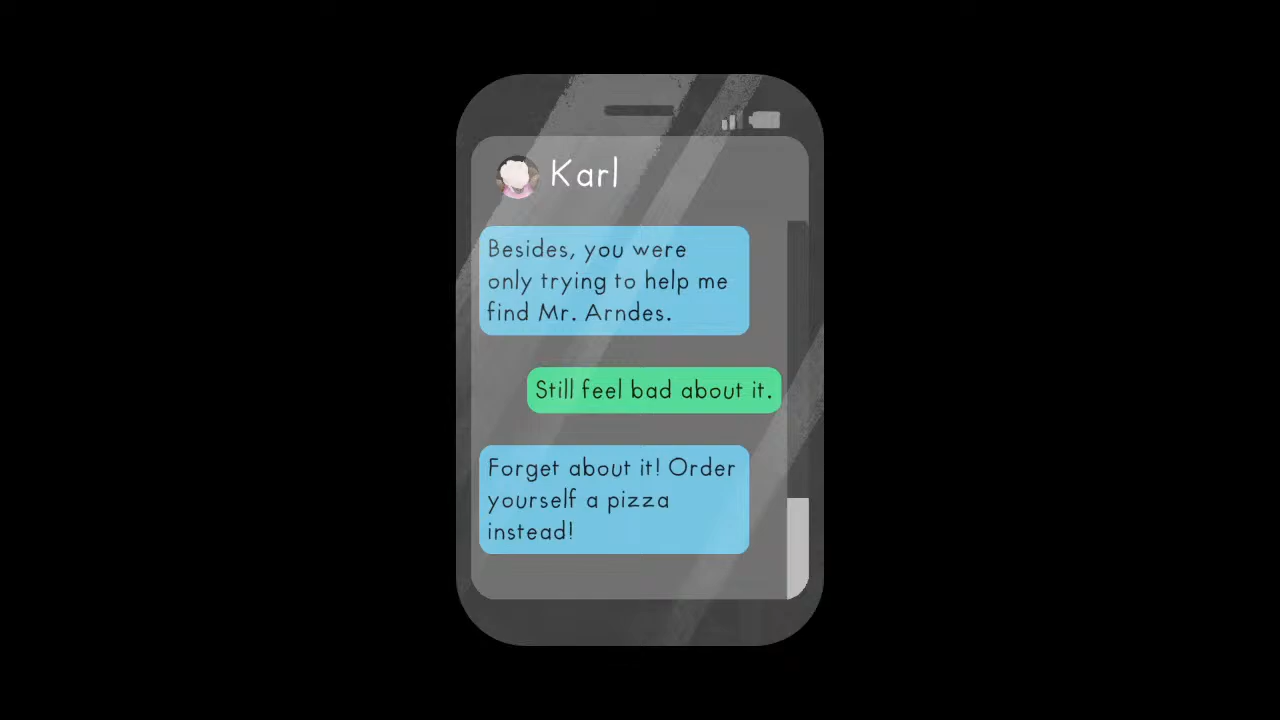 Karl
Besides, you were
only trying to help me
find Mr. Arndes.
Still feel bad about it.
Forget about it! Order
yourself a pizza
instead!